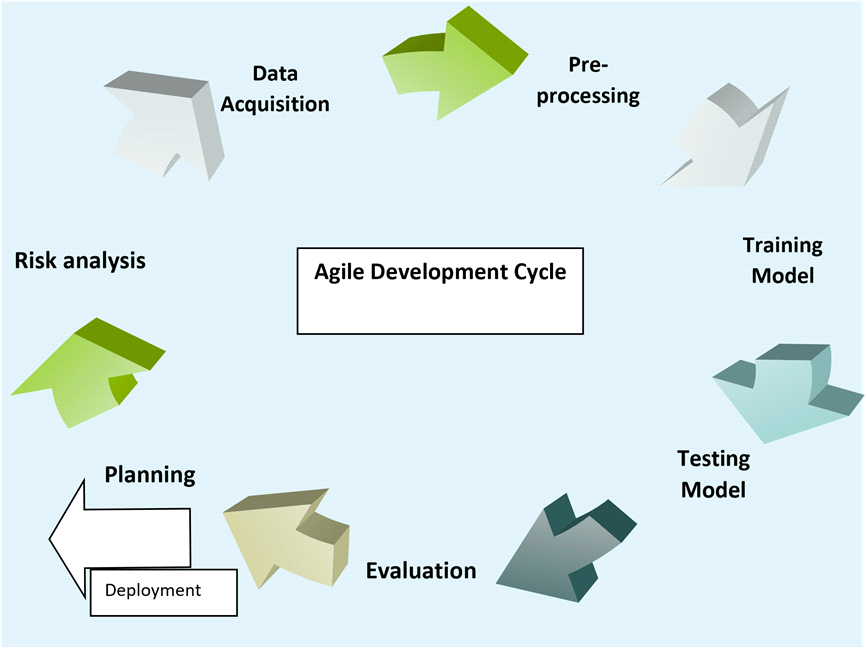 Data
Acquisition
Pre-
processing
Risk analysis
Agile Development Cycle
Training
Model
Planning
Testing
Model
Evaluation
Deployment